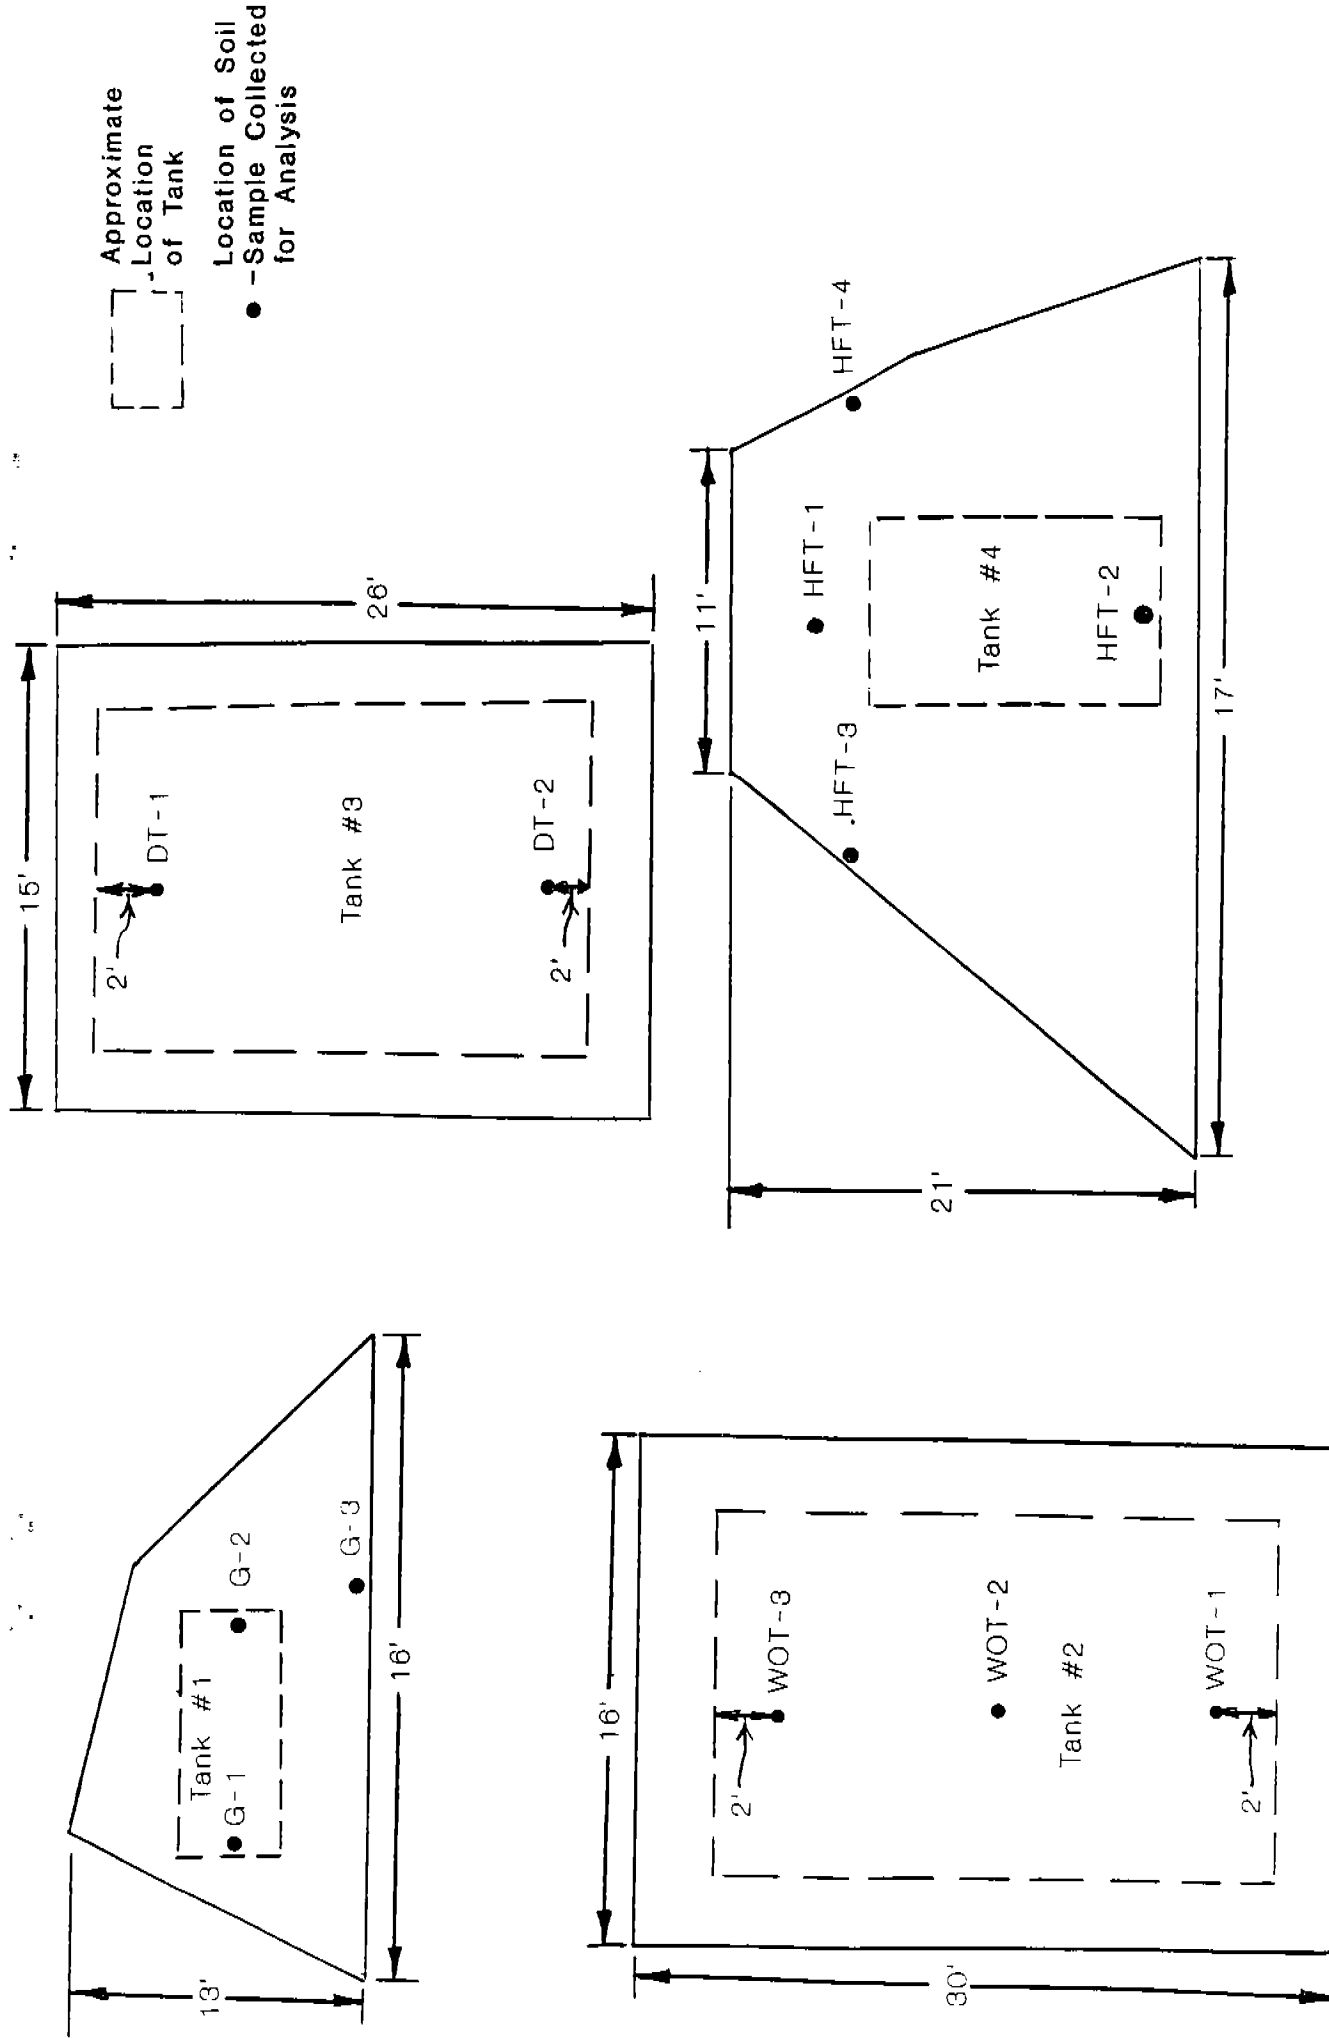 Approximate
-Location
of Tank
Location of Soil
-Sample Collected
for Analysis
15'
26'
2'
DT-1
Tank #3
2'
DT-2
11'
HFT-4
HFT-1
HFT-3
Tank #4
HFT-2
21'
17'
13'
Tank #1
G-1
G-2
G-3
16'
16'
30'
2'
WOT-3
WOT-2
Tank #2
2'
WOT-1